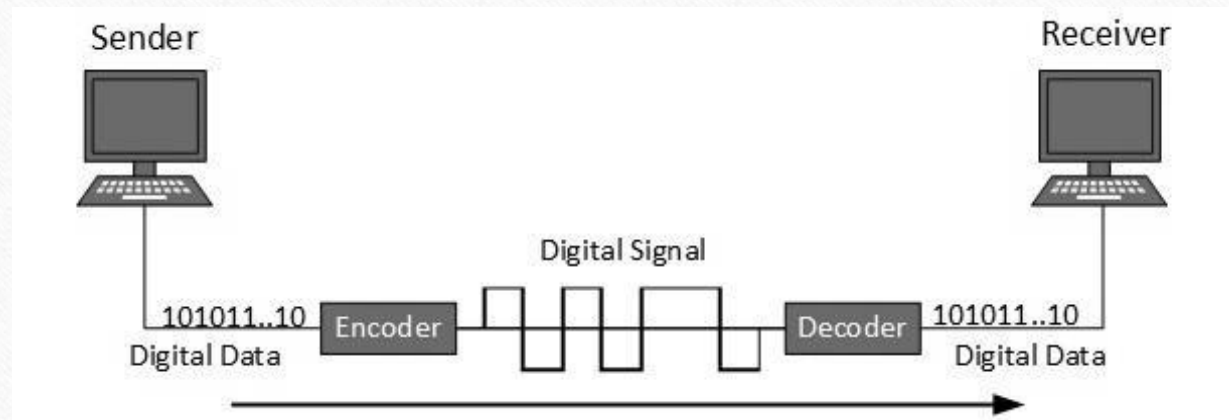 Sender
Receiver
Digital Signal
101011..10
Encoder
Decoder
101011..10
Digital Data
Digital Data